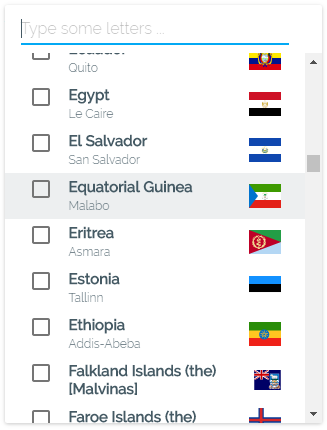 Type some letters ...
Ecuador
Quito
Egypt
Le Caire
El Salvador
San Salvador
Equatorial Guinea
Malabo
Eritrea
Asmara
Estonia
Tallinn
Ethiopia
Addis-Abeba
Falkland Islands (the)
[Malvinas]
Faroe Islands (the)